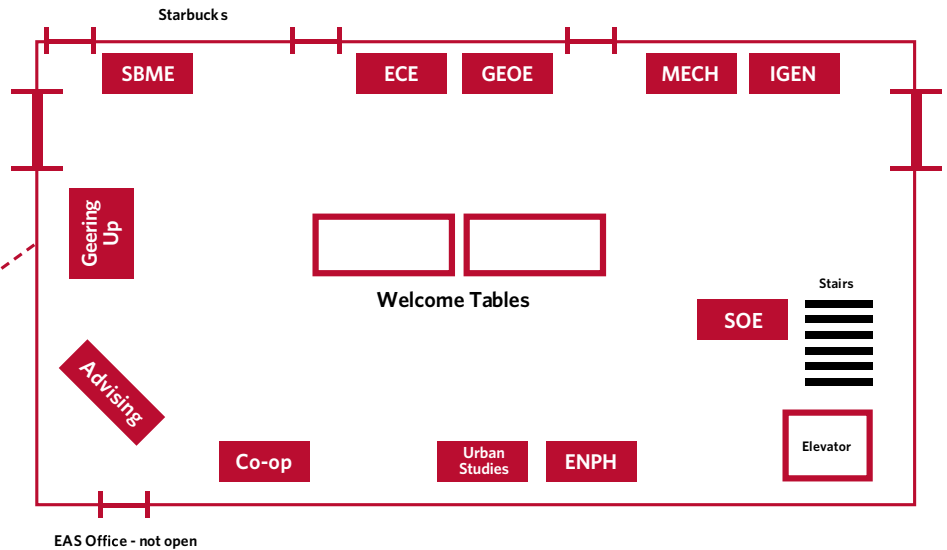 Starbucks
SBME
ECE
GEOE
MECH
IGEN
Geering
Up
Welcome Tables
Stairs
SOE
Advising
Elevator
Co-op
Urban
Studies
ENPH
EAS Office - not open